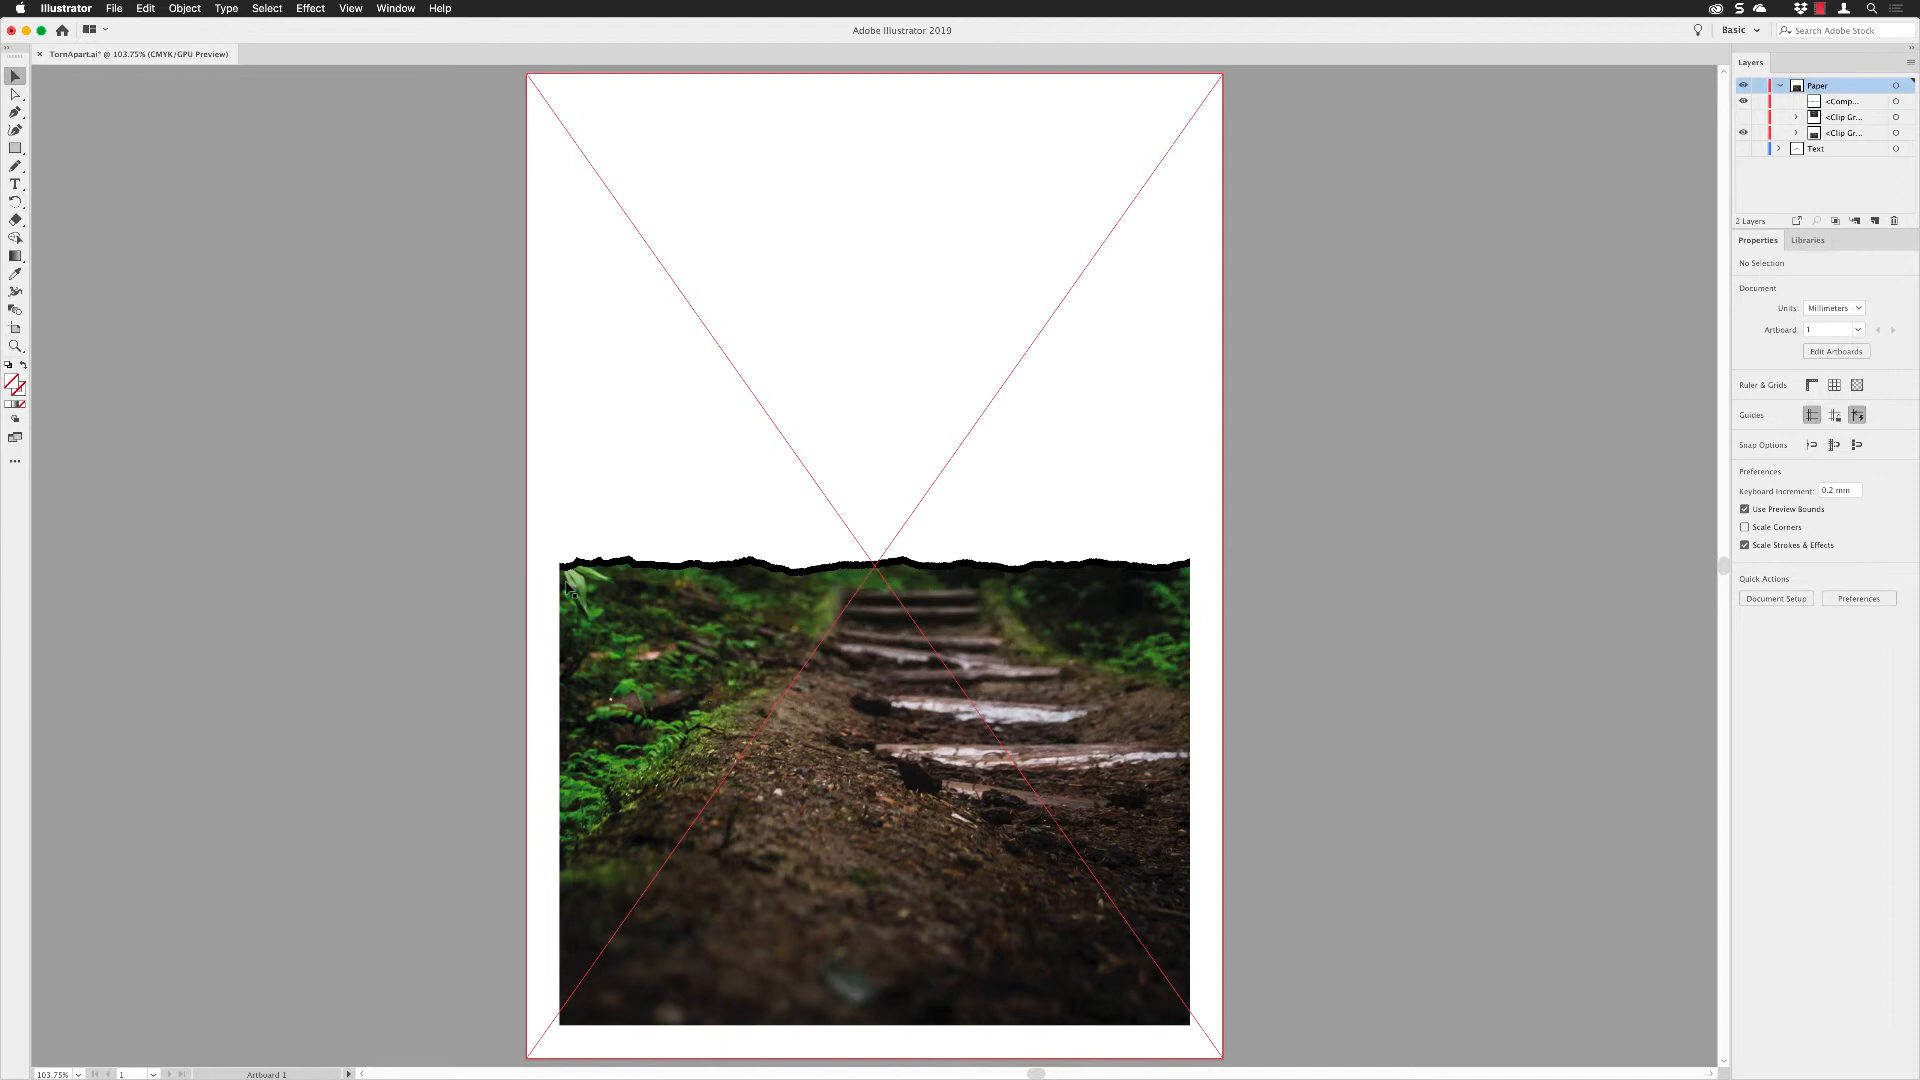 Illustrator File Edit Object Type Select Effect View Window Help
Adobe Illustrator 2019
Basic
Search Adobe Stock
TornApart.ai* @ 103.75% (CMYK/GPU Preview)
Layers
Paper
<Comp...
<Clip Gr...
<Clip Gr...
Text
2 Layers
Properties Libraries
No Selection
Document
Units: Millimeters
Artboard: 1
Edit Artboards
Ruler & Grids
Guides
Snap Options
Preferences
Keyboard Increment: 0.2 mm
Use Preview Bounds
Scale Corners
Scale Strokes & Effects
Quick Actions
Document Setup Preferences
103.75% 1 Artboard 1